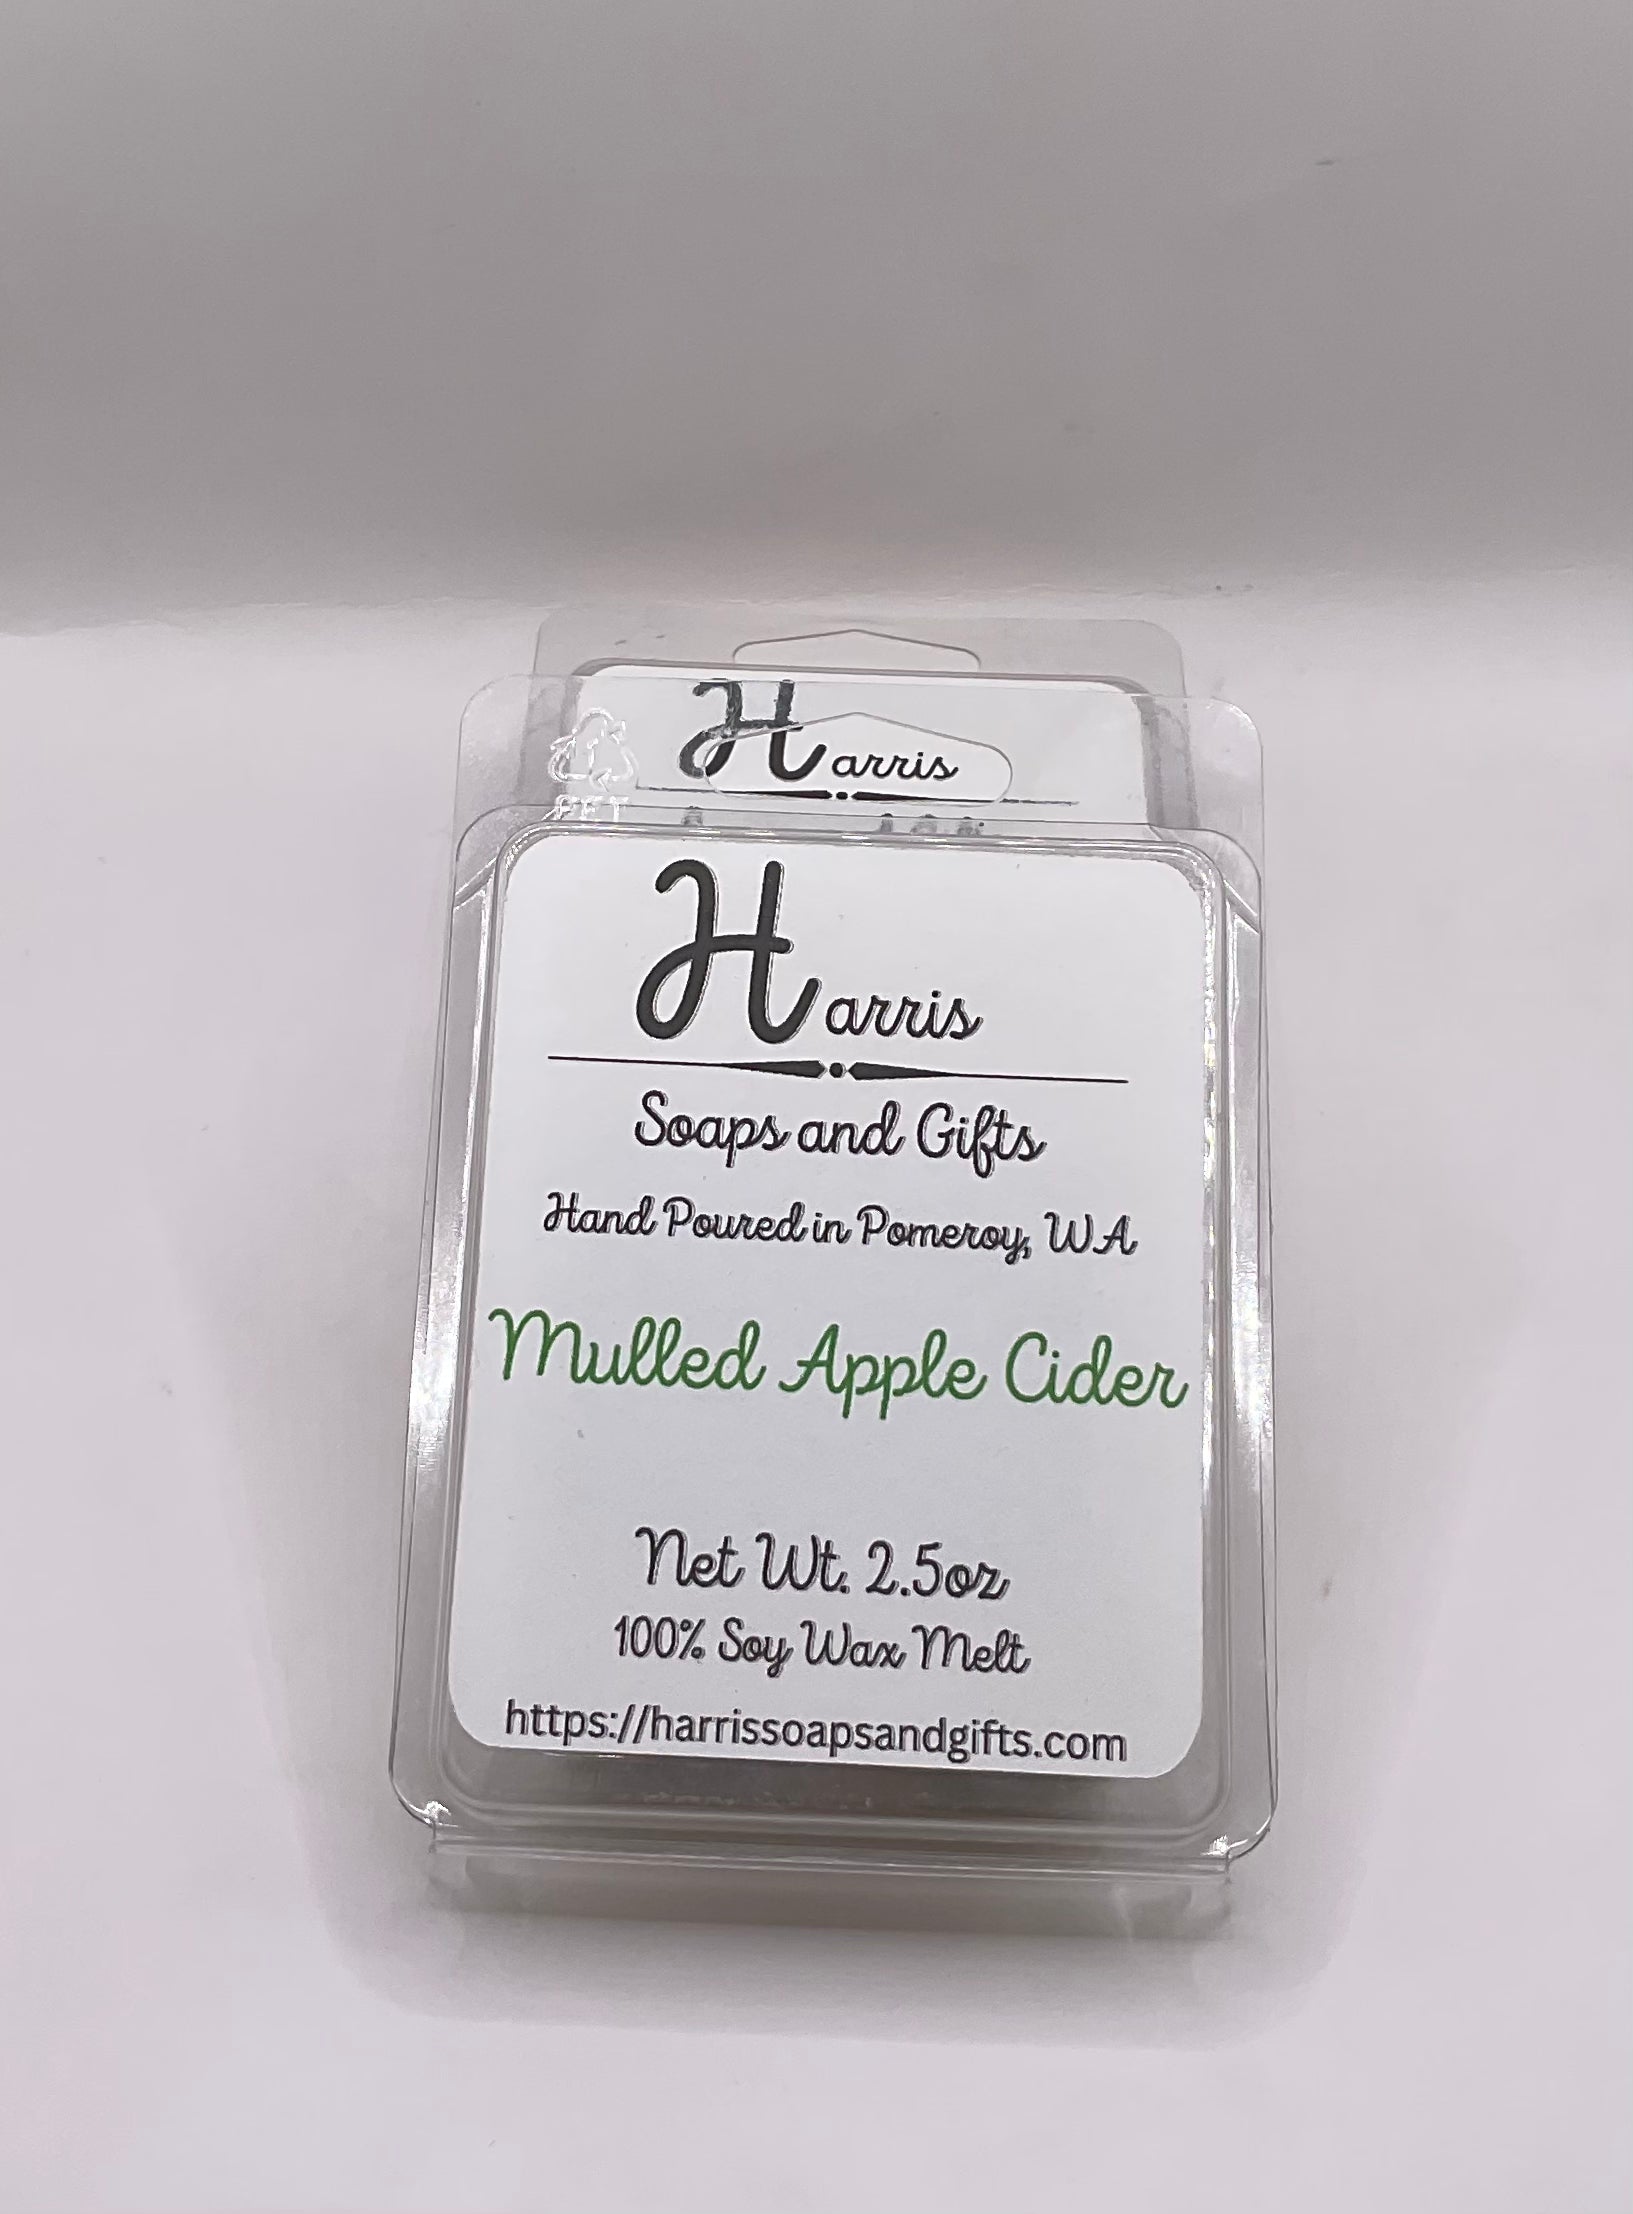 Harris
PET
Harris
Soaps and Gifts
Hand Poured in Pomeroy, WA
Mulled Apple Cider
Net Wt. 2.5oz
100% Soy Wax Melt
https://harrissoapsandgifts.com